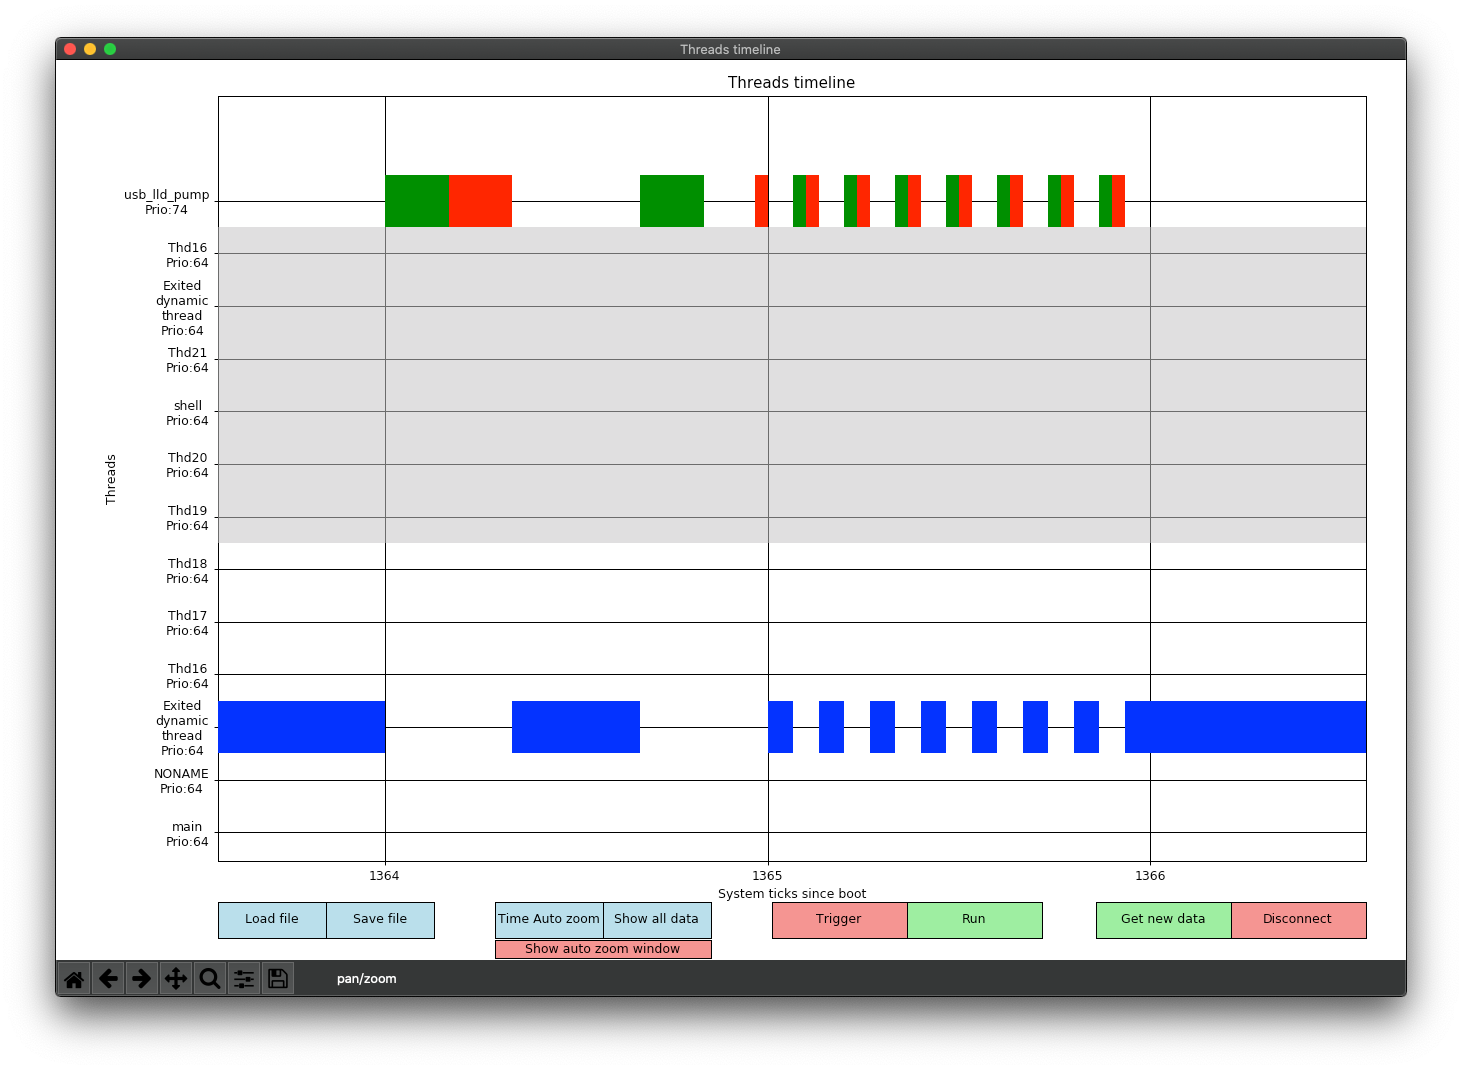 Threads timeline
Threads timeline
usb_lld_pump
Prio:74
Thd16
Prio:64
Exited
dynamic
thread
Prio:64
Thd21
Prio:64
shell
Prio:64
Thd20
Prio:64
Thd19
Prio:64
Thd18
Prio:64
Thd17
Prio:64
Thd16
Prio:64
Exited
dynamic
thread
Prio:64
NONAME
Prio:64
main
Prio:64
Threads
1364 1365 1366
System ticks since boot
Load file Save file Time Auto zoom Show all data Trigger Run Get new data Disconnect
Show auto zoom window
pan/zoom